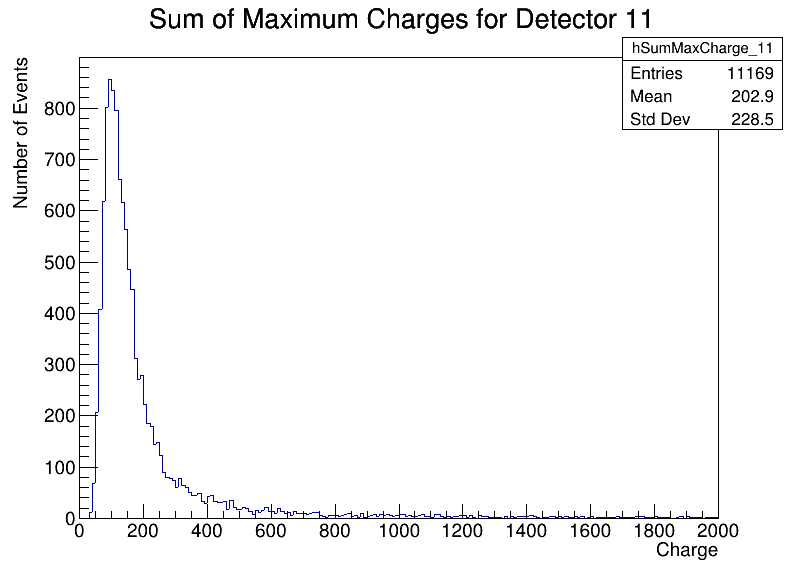 Sum of Maximum Charges for Detector 11
hSumMaxCharge_11
Entries 11169
Mean 202.9
Std Dev 228.5
Number of Events
800
700
600
500
400
300
200
100
0
0 200 400 600 800 1000 1200 1400 1600 1800 2000
Charge